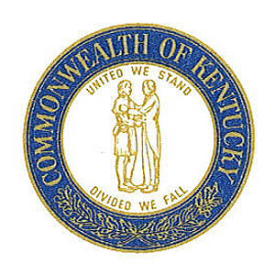 COMMONWEALTH OF KENTUCKY
UNITED WE STAND
DIVIDED WE FALL